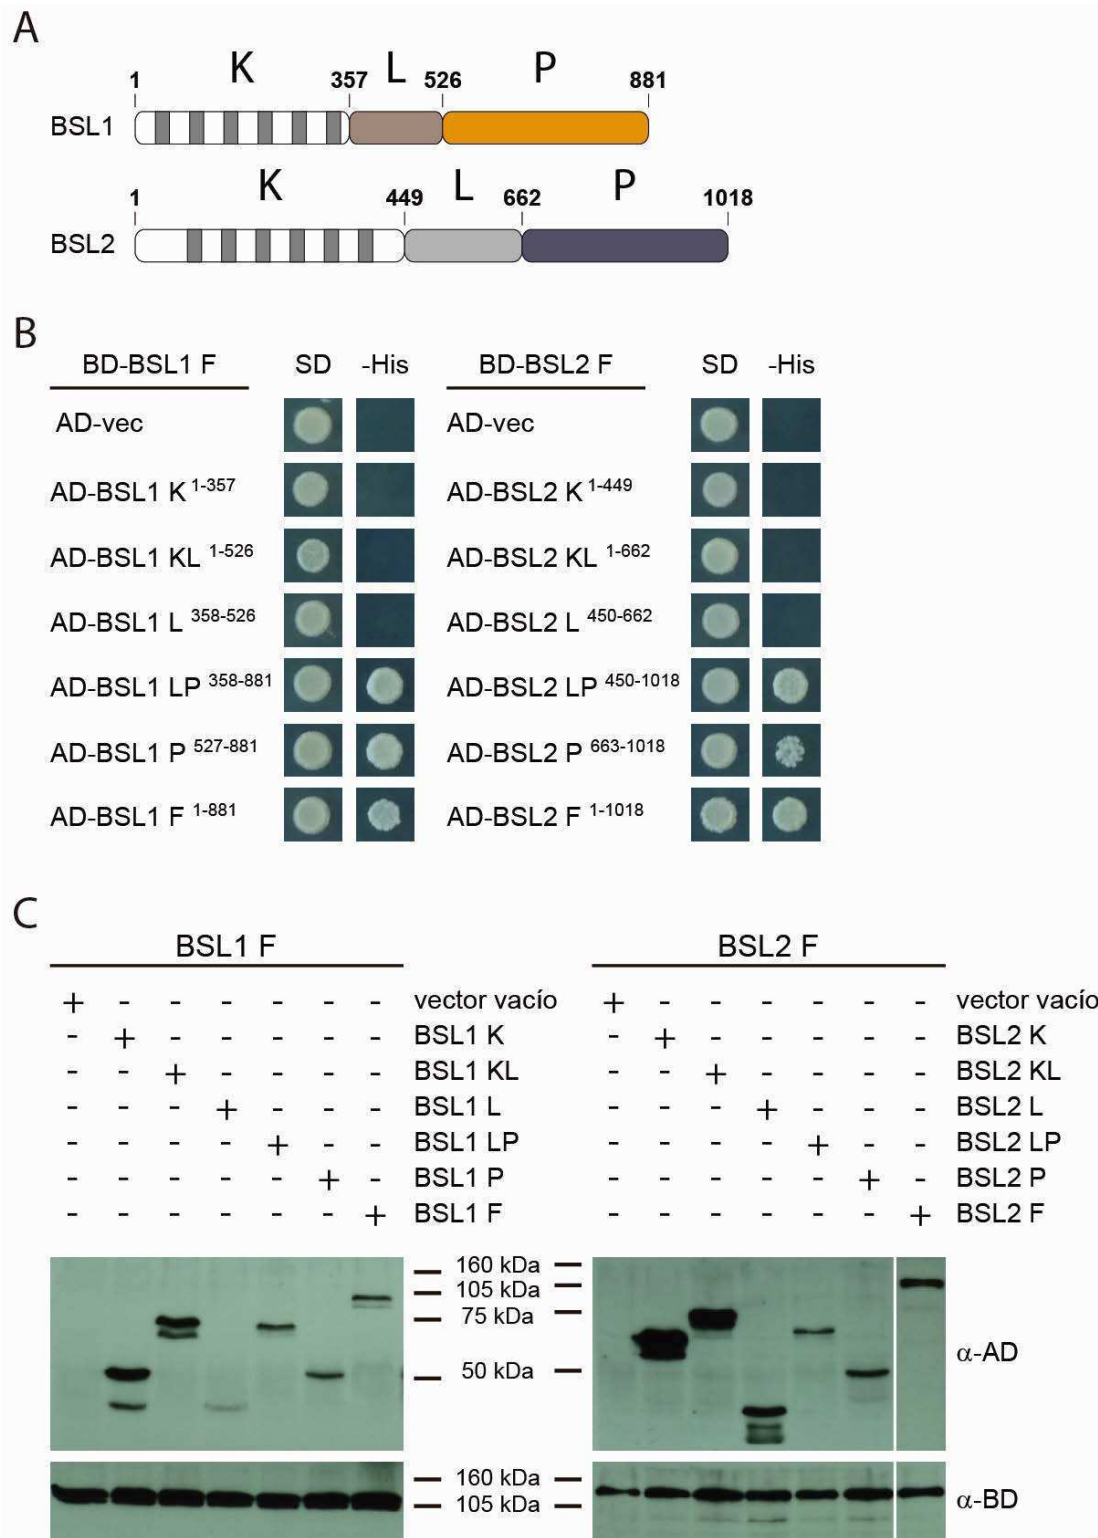 A
K L P
1 357 526 881
BSL1
K L P
1 449 662 1018
BSL2
B
BD-BSL1 F SD -His BD-BSL2 F SD -His
AD-vec AD-vec
AD-BSL1 K 1-357 AD-BSL2 K 1-449
AD-BSL1 KL 1-526 AD-BSL2 KL 1-662
AD-BSL1 L 358-526 AD-BSL2 L 450-662
AD-BSL1 LP 358-881 AD-BSL2 LP 450-1018
AD-BSL1 P 527-881 AD-BSL2 P 663-1018
AD-BSL1 F 1-881 AD-BSL2 F 1-1018
C
BSL1 F BSL2 F
+ - - - - - - vector vacío + - - - - - - vector vacío
- + - - - - - BSL1 K - + - - - - - BSL2 K
- - + - - - - BSL1 KL - - + - - - - BSL2 KL
- - - + - - - BSL1 L - - - + - - - BSL2 L
- - - - + - - BSL1 LP - - - - + - - BSL2 LP
- - - - - + - BSL1 P - - - - - + - BSL2 P
- - - - - - + BSL1 F - - - - - - + BSL2 F
160 kDa
105 kDa
75 kDa
50 kDa
α-AD
160 kDa
105 kDa
α-BD